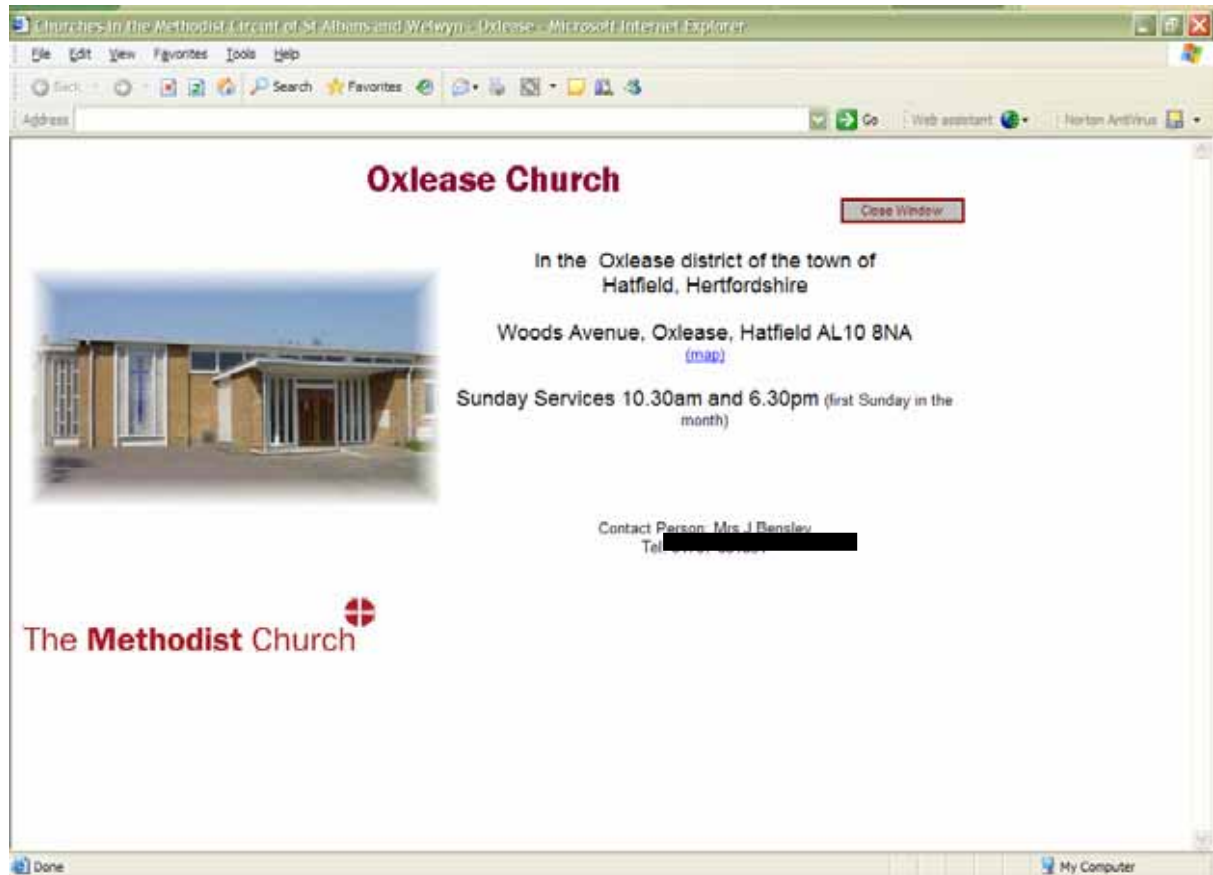 Churches in the Methodist Circuit of St Albans and Welwyn - Oxlease - Microsoft Internet Explorer
File Edit View Favorites Tools Help
Back Search Favorites
Address Go Web assistant Norton AntiVirus
Oxlease Church
Close Window
In the Oxlease district of the town of
Hatfield, Hertfordshire
Woods Avenue, Oxlease, Hatfield AL10 8NA
(map)
Sunday Services 10.30am and 6.30pm (first Sunday in the
month)
Contact Person: Mrs J Bensley
Tel:
The Methodist Church
Done My Computer